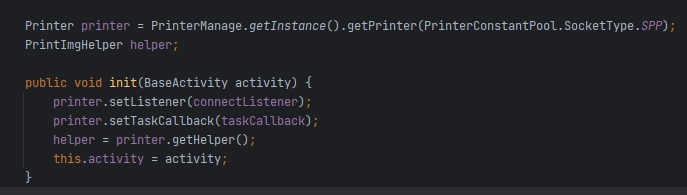 Printer printer = PrinterManage.getInstance().getPrinter(PrinterConstantPool.SocketType.SPP);
PrintImgHelper helper;
public void init(BaseActivity activity) {
printer.setListener(connectListener);
printer.setTaskCallback(taskCallback);
helper = printer.getHelper();
this.activity = activity;
}